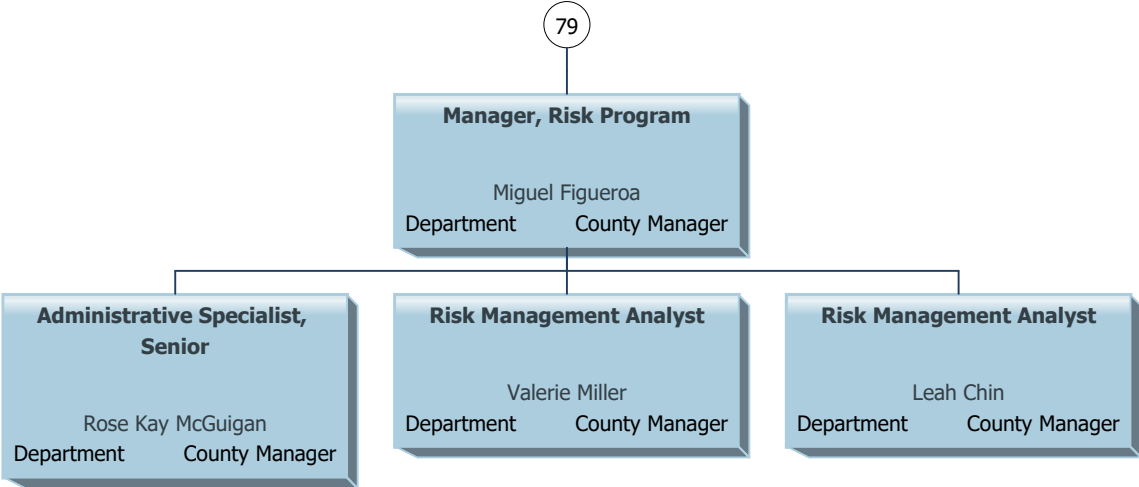 79
Manager, Risk Program
Miguel Figueroa
Department County Manager
Administrative Specialist,
Senior
Rose Kay McGuigan
Department County Manager
Risk Management Analyst
Valerie Miller
Department County Manager
Risk Management Analyst
Leah Chin
Department County Manager